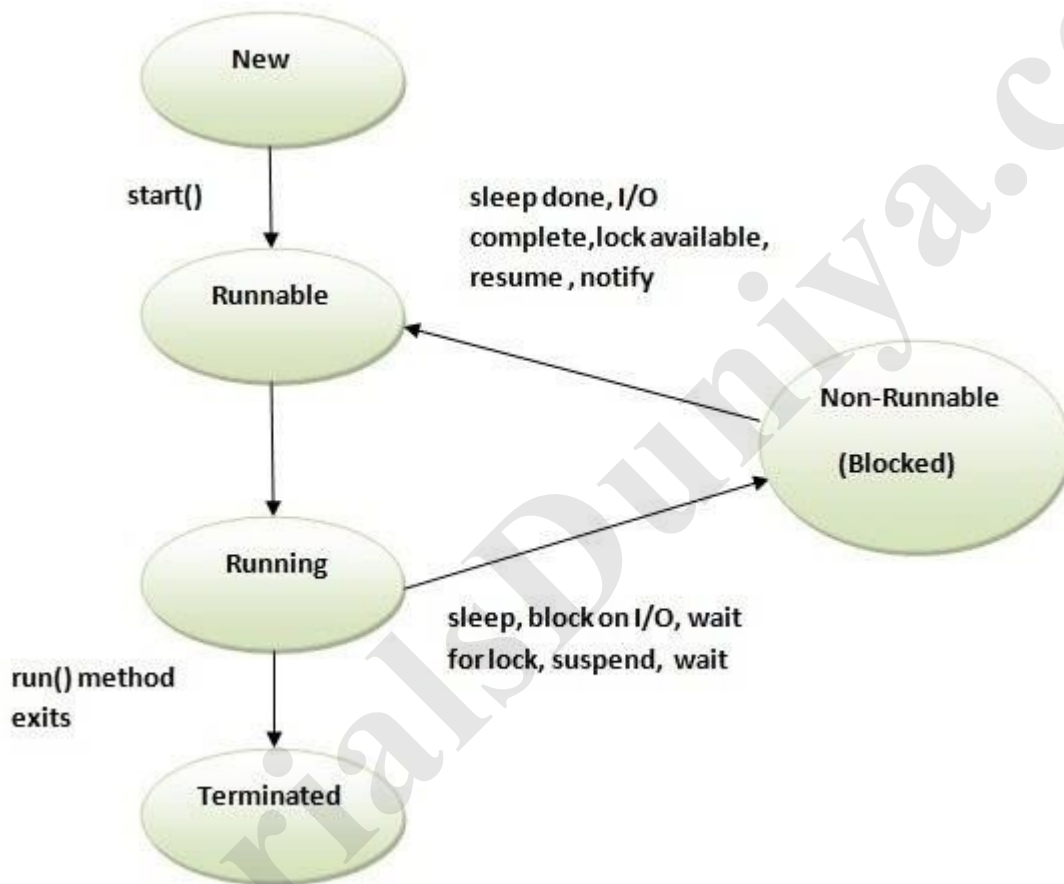 New
start()
sleep done, I/O
complete,lock available,
resume , notify
Runnable
Non-Runnable
(Blocked)
Running
sleep, block on I/O, wait
for lock, suspend, wait
run() method
exits
Terminated
rialsDuniya.c